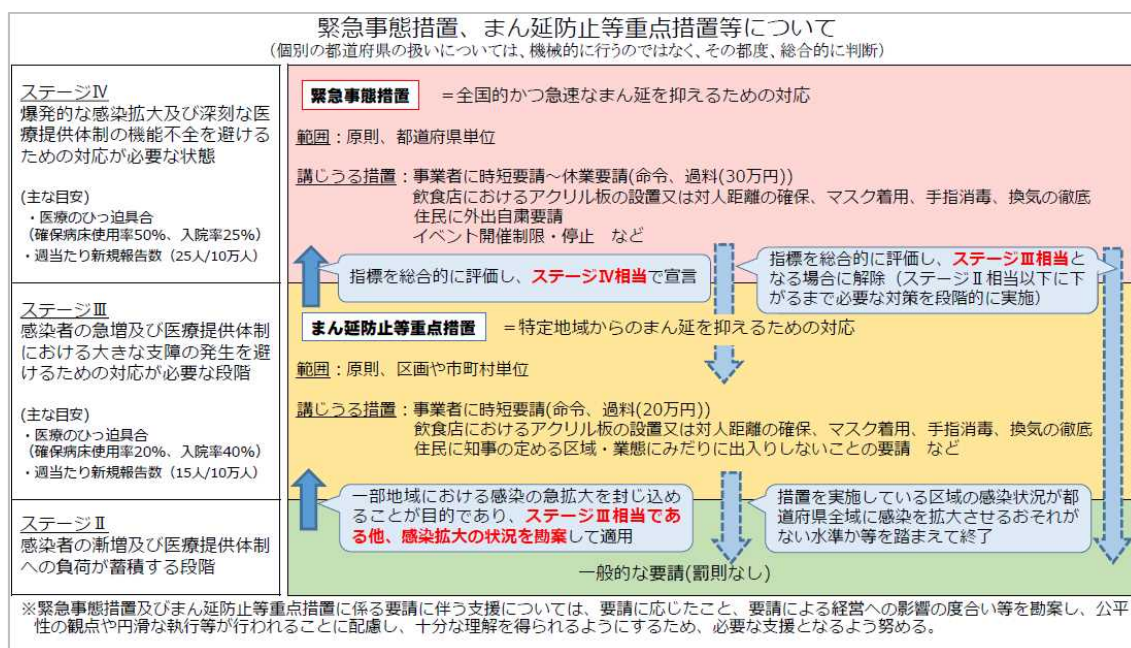 緊急事態措置、まん延防止等重点措置等について
（個別の都道府県の扱いについては、機械的に行うのではなく、その都度、総合的に判断）
ステージⅣ
爆発的な感染拡大及び深刻な医
療提供体制の機能不全を避ける
ための対応が必要な状態
(主な目安)
・医療のひっ迫具合
（確保病床使用率50%、入院率25%）
・週当たり新規報告数（25人/10万人）
緊急事態措置 ＝全国的かつ急速なまん延を抑えるための対応
範囲：原則、都道府県単位
講じうる措置：事業者に時短要請～休業要請(命令、過料(30万円))
飲食店におけるアクリル板の設置又は対人距離の確保、マスク着用、手指消毒、換気の徹底
住民に外出自粛要請
イベント開催制限・停止 など
指標を総合的に評価し、ステージⅣ相当で宣言
指標を総合的に評価し、ステージⅢ相当と
なる場合に解除（ステージⅡ相当以下に下
がるまで必要な対策を段階的に実施）
ステージⅢ
感染者の急増及び医療提供体制
における大きな支障の発生を避
けるための対応が必要な段階
(主な目安)
・医療のひっ迫具合
（確保病床使用率20%、入院率40%）
・週当たり新規報告数（15人/10万人）
まん延防止等重点措置 ＝特定地域からのまん延を抑えるための対応
範囲：原則、区画や市町村単位
講じうる措置：事業者に時短要請(命令、過料(20万円))
飲食店におけるアクリル板の設置又は対人距離の確保、マスク着用、手指消毒、換気の徹底
住民に知事の定める区域・業態にみだりに出入りしないことの要請 など
一部地域における感染の急拡大を封じ込め
ることが目的であり、ステージⅢ相当であ
る他、感染拡大の状況を勘案して適用
措置を実施している区域の感染状況が都
道府県全域に感染を拡大させるおそれが
ない水準か等を踏まえて終了
ステージⅡ
感染者の漸増及び医療提供体制
への負荷が蓄積する段階
一般的な要請(罰則なし)
※緊急事態措置及びまん延防止等重点措置に係る要請に伴う支援については、要請に応じたこと、要請による経営への影響の度合い等を勘案し、公平
性の観点や円滑な執行等が行われることに配慮し、十分な理解を得られるようにするため、必要な支援となるよう努める。